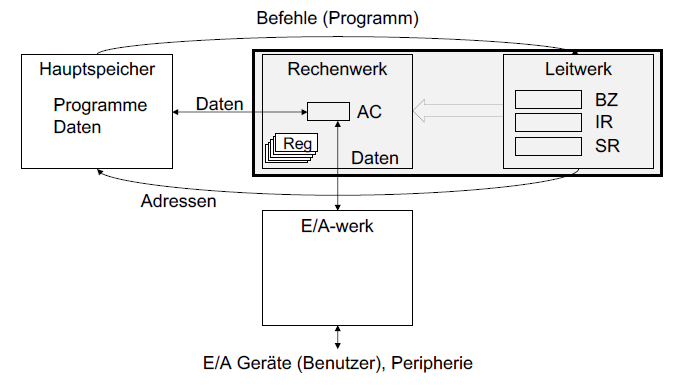 Befehle (Programm)
Hauptspeicher
Programme
Daten
Daten
Rechenwerk
AC
Reg
Daten
Leitwerk
BZ
IR
SR
Adressen
E/A-werk
E/A Geräte (Benutzer), Peripherie